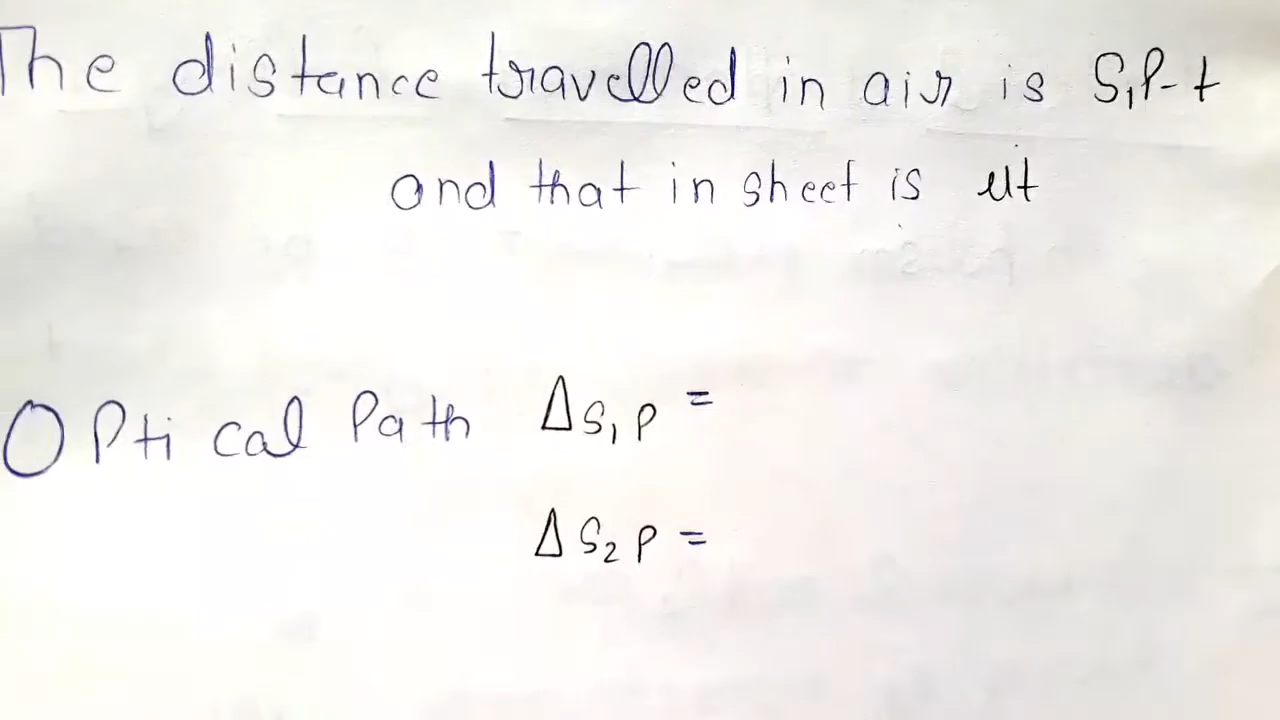 The distance travelled in air is S₁P-t
and that in sheet is μt
Optical Path ΔS₁P =
ΔS₂P =